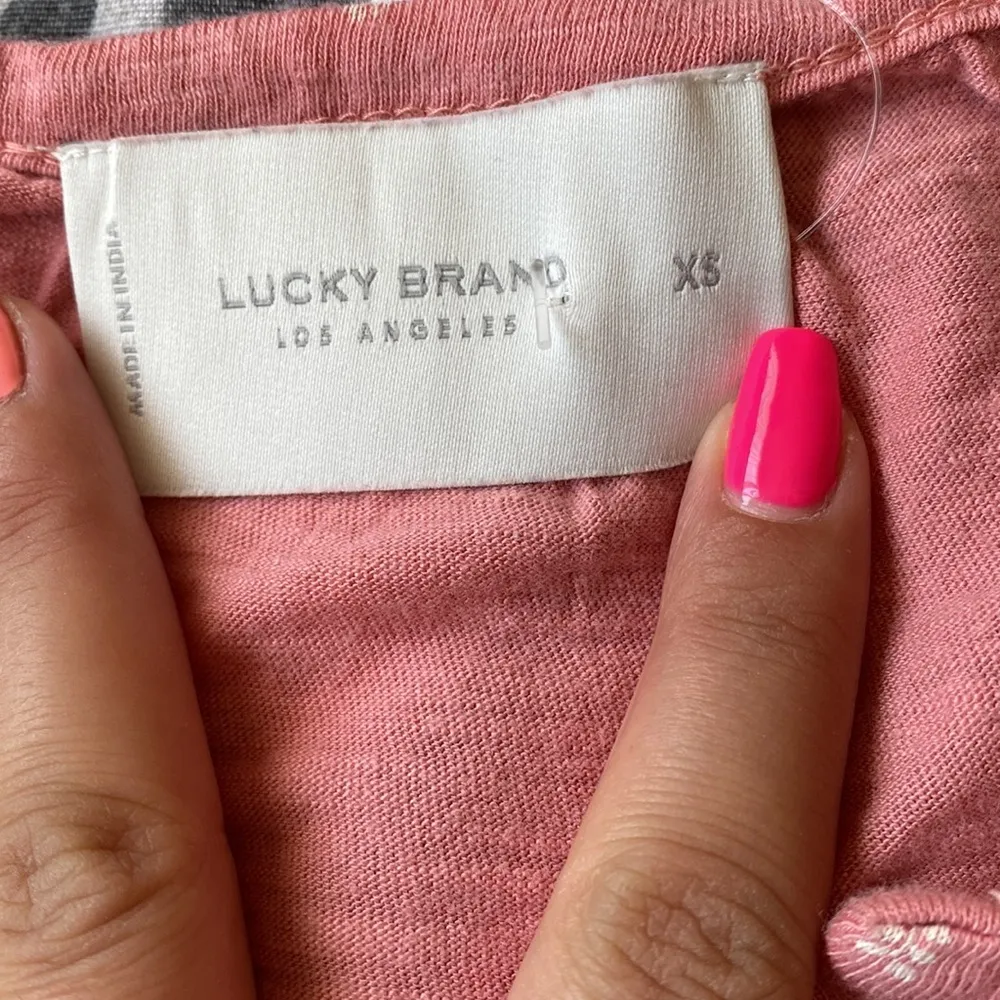 MADE IN INDIA
LUCKY BRAND XS
LOS ANGELES